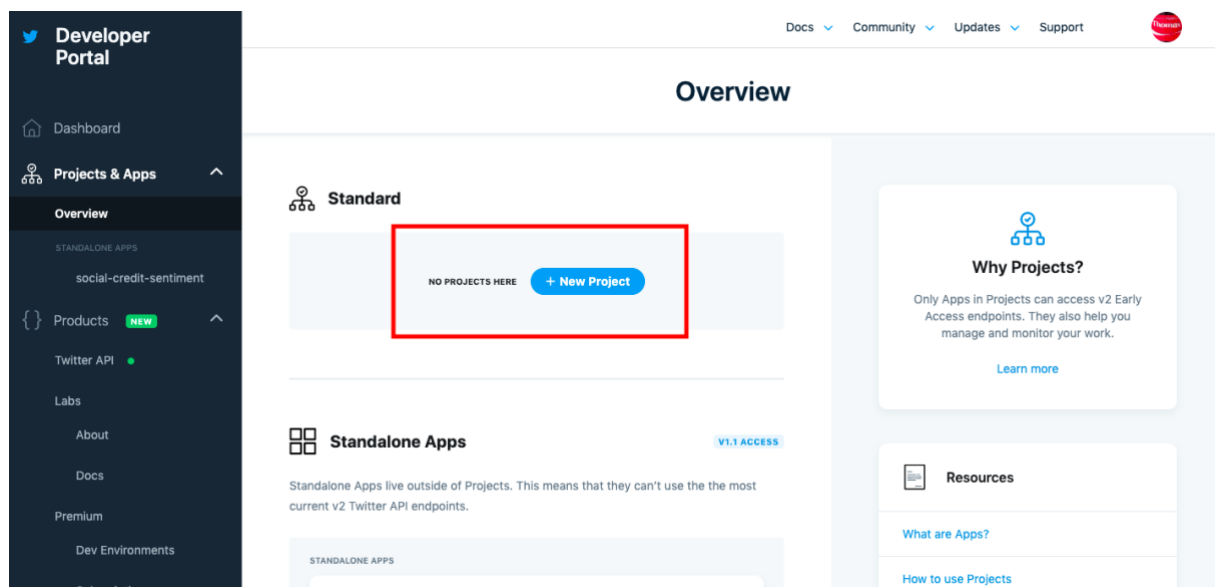 Developer
Portal
Docs
Community
Updates
Support
Thomas
Overview
Dashboard
Projects & Apps
Overview
STANDALONE APPS
social-credit-sentiment
Products
NEW
Twitter API
Labs
About
Docs
Premium
Dev Environments
Standard
NO PROJECTS HERE
+ New Project
Standalone Apps
V1.1 ACCESS
Standalone Apps live outside of Projects. This means that they can't use the the most
current v2 Twitter API endpoints.
STANDALONE APPS
Why Projects?
Only Apps in Projects can access v2 Early
Access endpoints. They also help you
manage and monitor your work.
Learn more
Resources
What are Apps?
How to use Projects